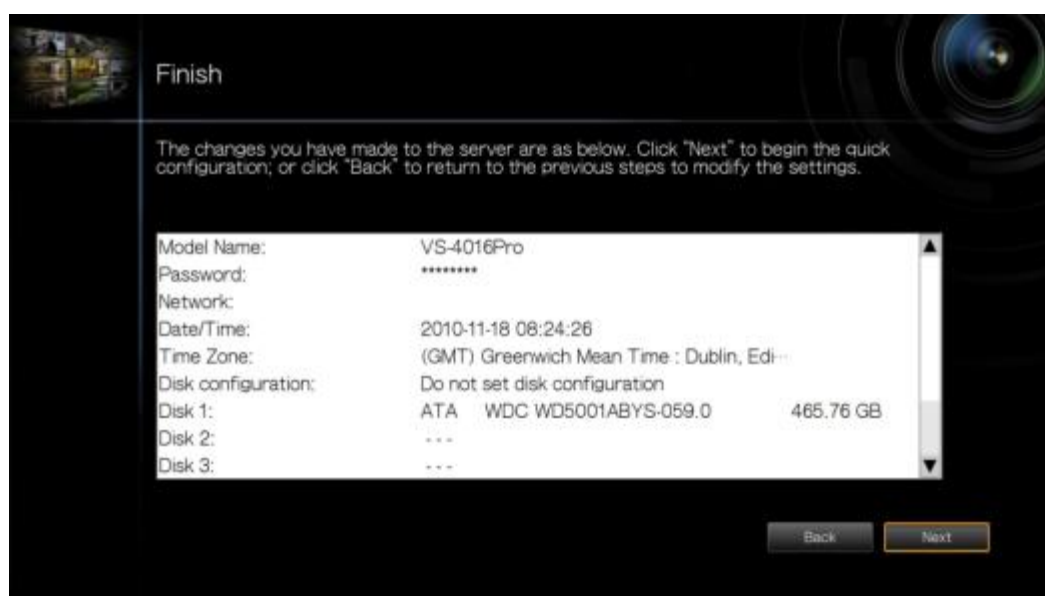 Finish
The changes you have made to the server are as below. Click "Next" to begin the quick
configuration; or click "Back" to return to the previous steps to modify the settings.
Model Name: VS-4016Pro
Password: ********
Network:
Date/Time: 2010-11-18 08:24:26
Time Zone: (GMT) Greenwich Mean Time : Dublin, Edi...
Disk configuration: Do not set disk configuration
Disk 1: ATA WDC WD5001ABYS-059.0 465.76 GB
Disk 2: ---
Disk 3: ---
Back Next